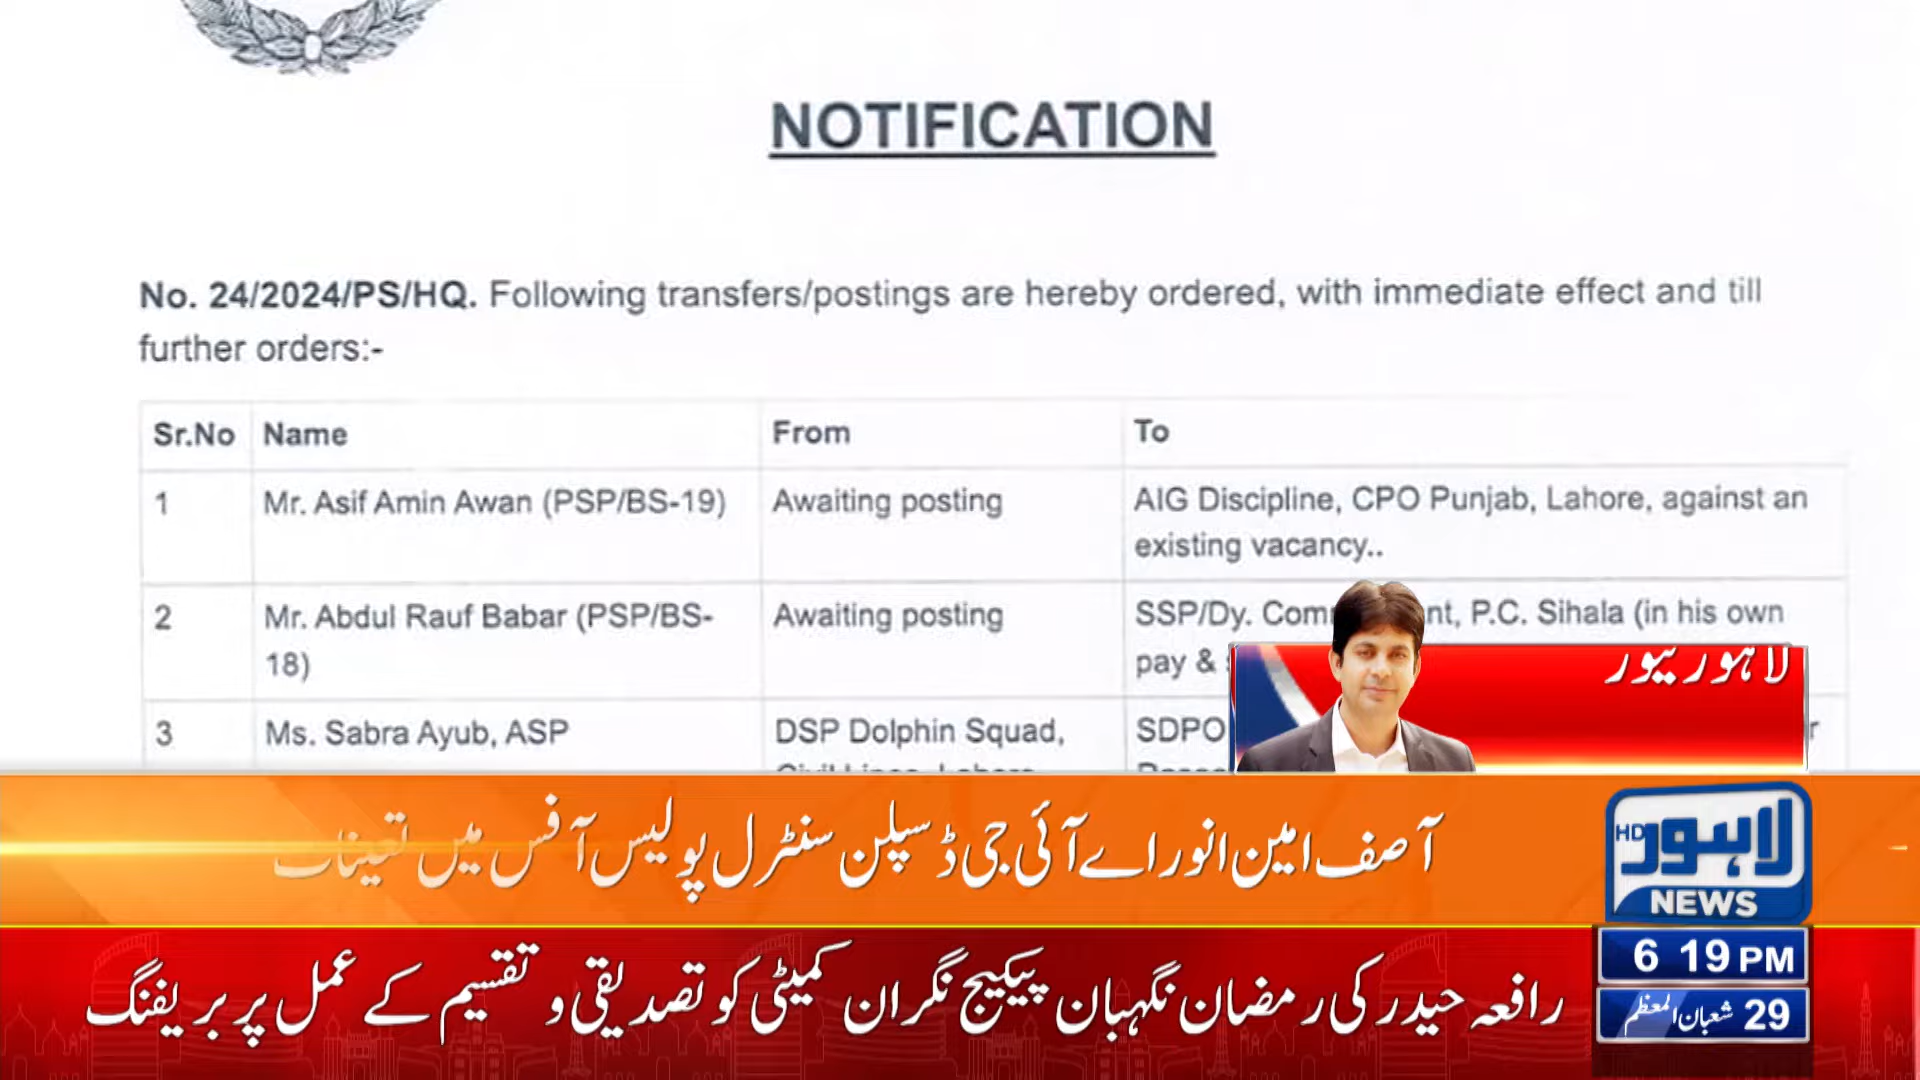 NOTIFICATION
No. 24/2024/PS/HQ. Following transfers/postings are hereby ordered, with immediate effect and till
further orders:-
Sr.No Name From To
1 Mr. Asif Amin Awan (PSP/BS-19) Awaiting posting AIG Discipline, CPO Punjab, Lahore, against an
existing vacancy..
2 Mr. Abdul Rauf Babar (PSP/BS-
18) Awaiting posting SSP/Dy. P.C. Sihala (in his own
pay &
3 Ms. Sabra Ayub, ASP DSP Dolphin Squad, SDPO
لاہور نیوز
آصف امین انور اے آئی جی ڈسپلن سنٹرل پولیس آفس میں تعینات
لاہور
HD
NEWS
6 19 PM
29 شعبان المعظم
رافعہ حیدر کی رمضان نگہبان پیکیج نگران کمیٹی کو تصدیقی و تقسیم کے عمل پر بریفنگ